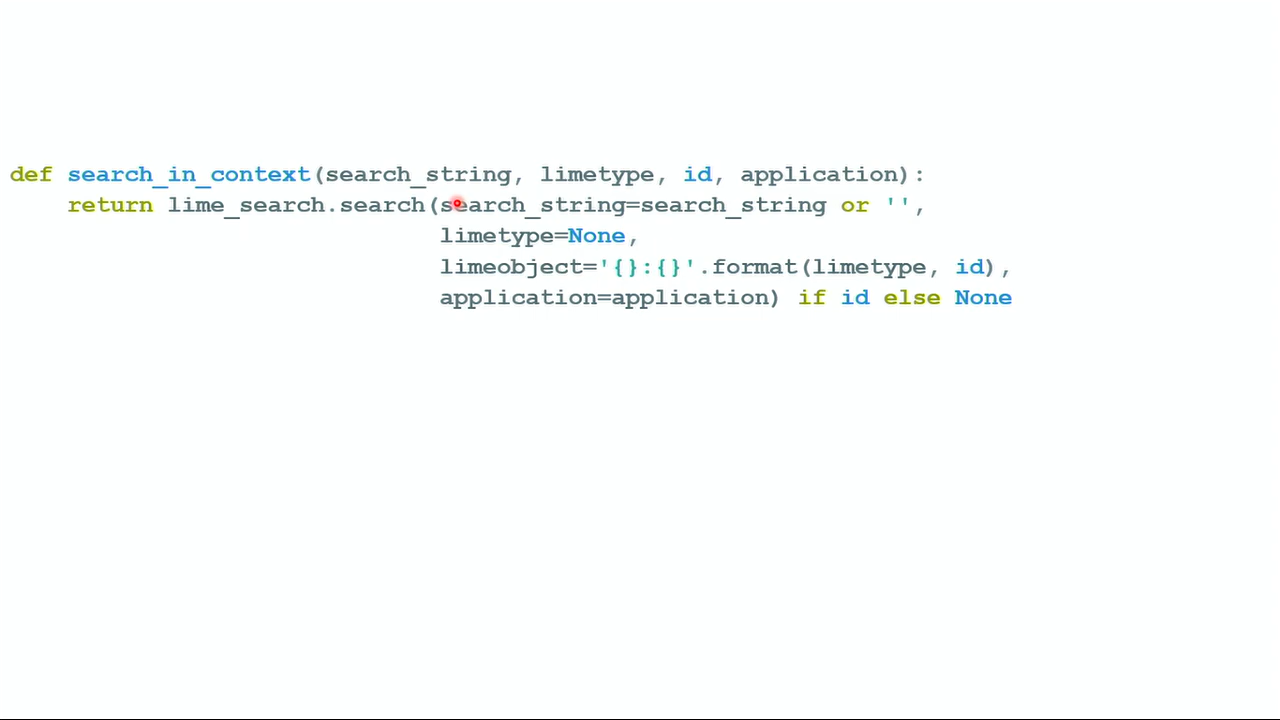 def search_in_context(search_string, limetype, id, application):
    return lime_search.search(search_string=search_string or '',
                              limetype=None,
                              limeobject='{}:{}'.format(limetype, id),
                              application=application) if id else None